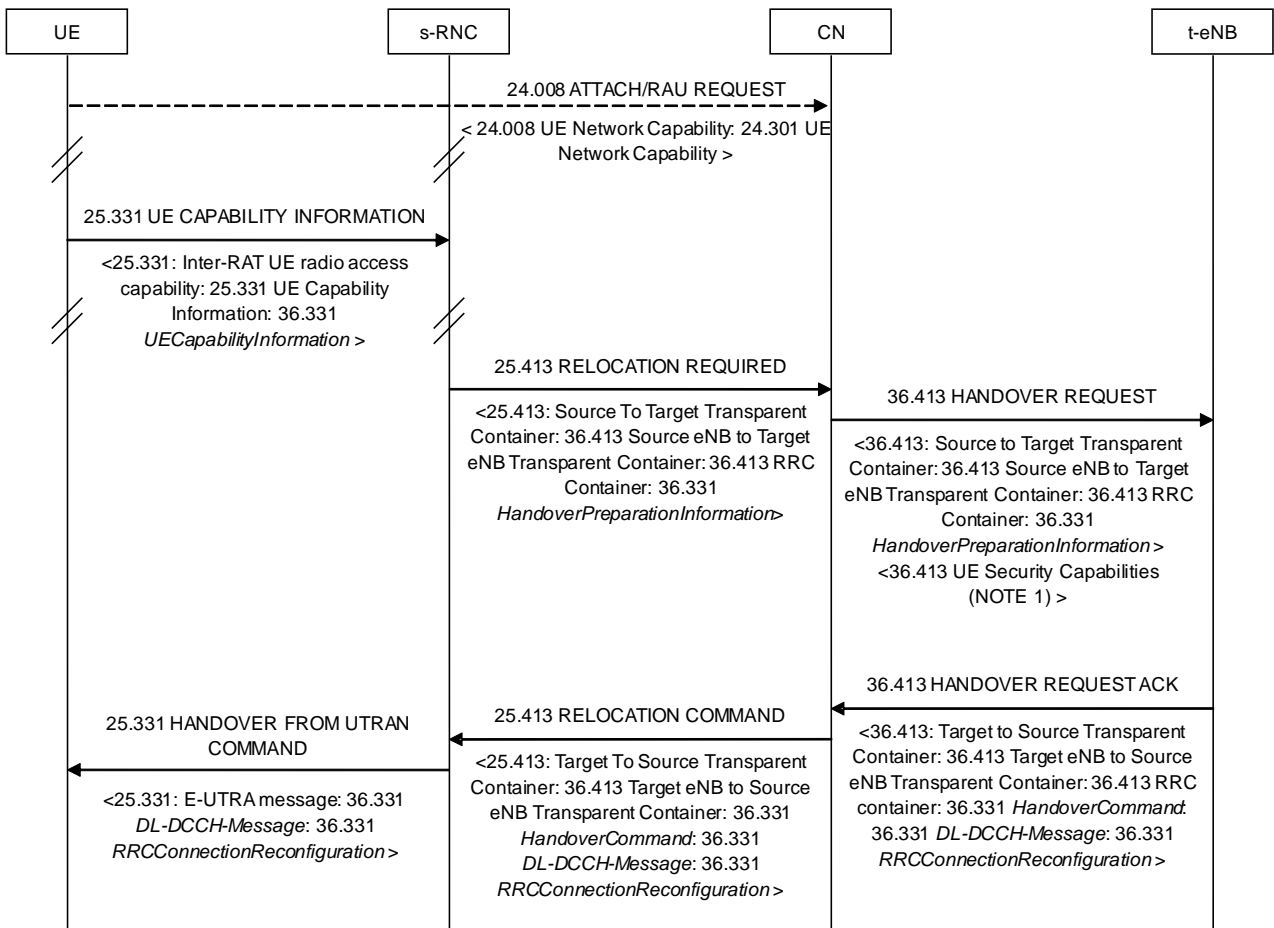 UE
s-RNC
CN
t-eNB
24.008 ATTACH/RAU REQUEST
< 24.008 UE Network Capability: 24.301 UE
Network Capability >
25.331 UE CAPABILITY INFORMATION
<25.331: Inter-RAT UE radio access
capability: 25.331 UE Capability
Information: 36.331
UECapabilityInformation >
25.413 RELOCATION REQUIRED
<25.413: Source To Target Transparent
Container: 36.413 Source eNB to Target
eNB Transparent Container: 36.413 RRC
Container: 36.331
HandoverPreparationInformation>
36.413 HANDOVER REQUEST
<36.413: Source to Target Transparent
Container: 36.413 Source eNB to Target
eNB Transparent Container: 36.413 RRC
Container: 36.331
HandoverPreparationInformation >
<36.413 UE Security Capabilities
(NOTE 1) >
36.413 HANDOVER REQUEST ACK
<36.413: Target to Source Transparent
Container: 36.413 Target eNB to Source
eNB Transparent Container: 36.413 RRC
container: 36.331 HandoverCommand:
36.331 DL-DCCH-Message: 36.331
RRCConnectionReconfiguration >
25.413 RELOCATION COMMAND
<25.413: Target To Source Transparent
Container: 36.413 Target eNB to Source
eNB Transparent Container: 36.331
HandoverCommand: 36.331
DL-DCCH-Message: 36.331
RRCConnectionReconfiguration >
25.331 HANDOVER FROM UTRAN
COMMAND
<25.331: E-UTRA message: 36.331
DL-DCCH-Message: 36.331
RRCConnectionReconfiguration >